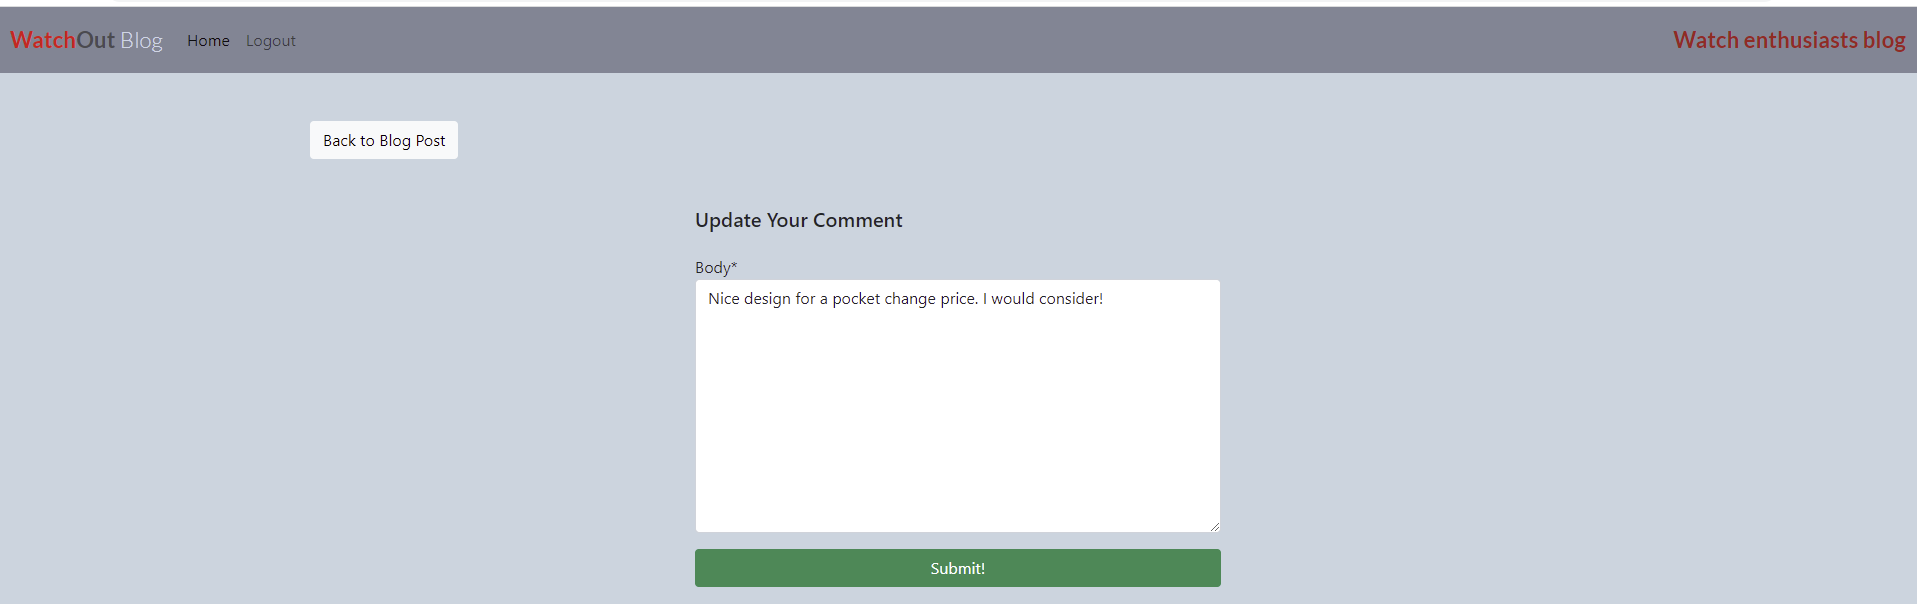 WatchOut Blog Home Logout Watch enthusiasts blog
Back to Blog Post
Update Your Comment
Body*
Nice design for a pocket change price. I would consider!
Submit!